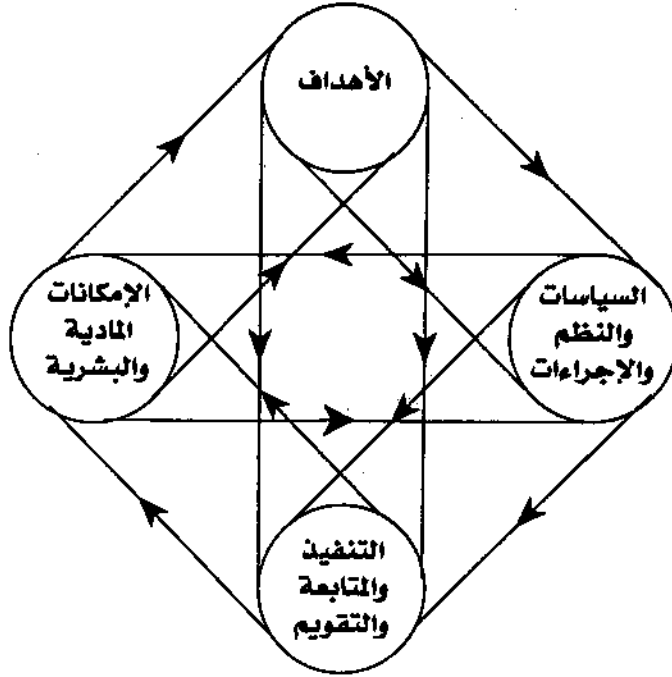 الأهداف
السياسات
والنظم
والإجراءات
الإمكانات
المادية
والبشرية
التنفيذ
والمتابعة
والتقويم